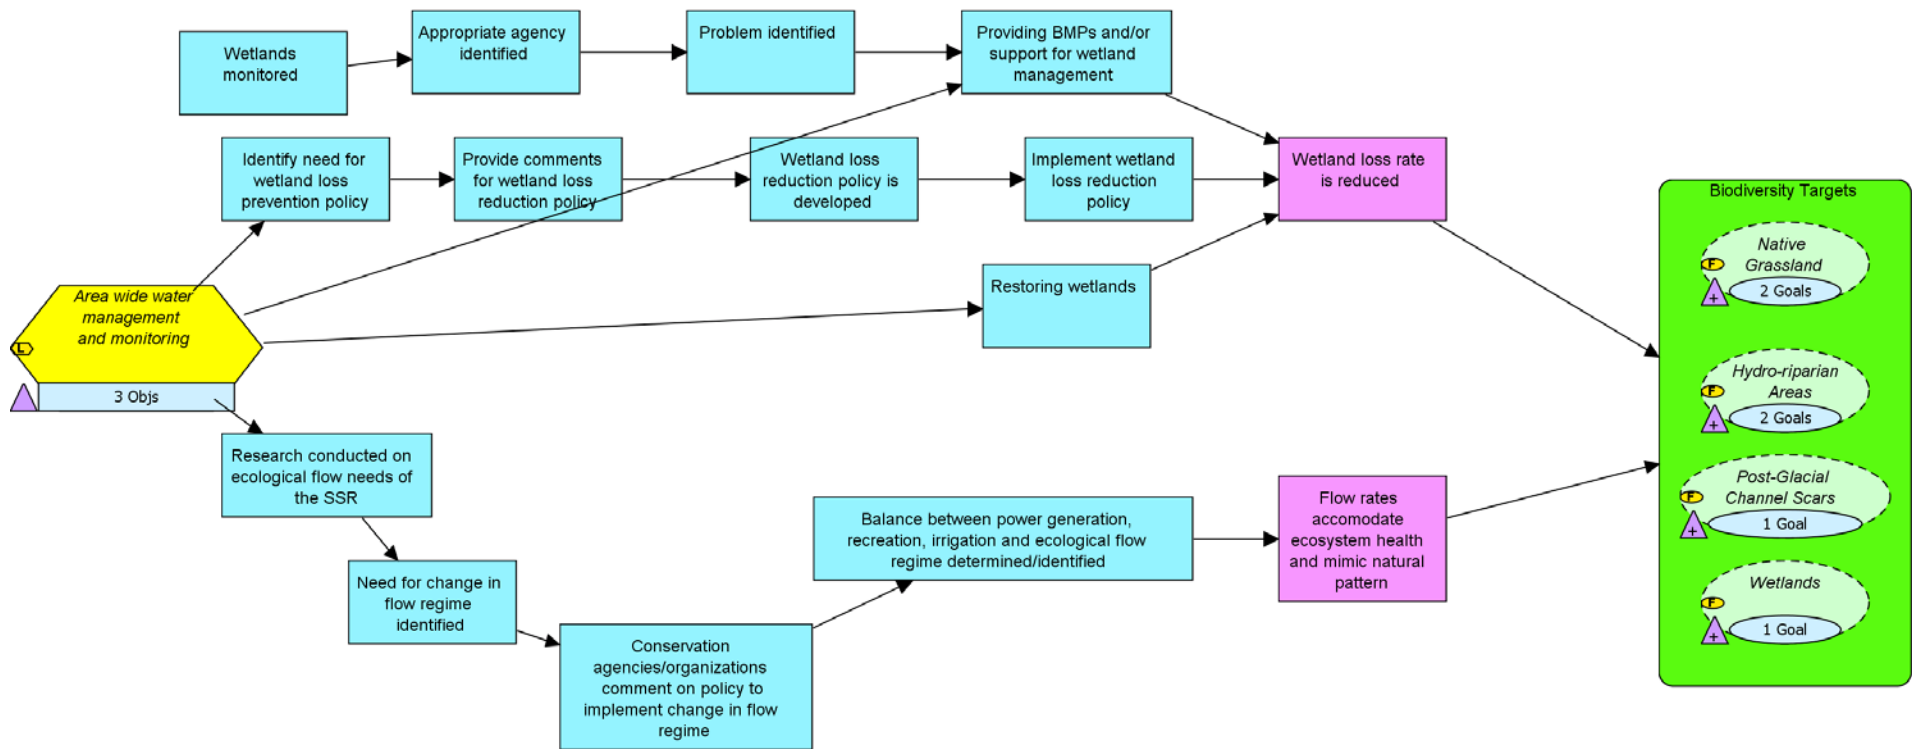 Wetlands
monitored
Appropriate agency
identified
Problem identified
Providing BMPs and/or
support for wetland
management
Identify need for
wetland loss
prevention policy
Provide comments
for wetland loss
reduction policy
Wetland loss
reduction policy is
developed
Implement wetland
loss reduction
policy
Wetland loss rate
is reduced
Restoring wetlands
Area wide water
management
and monitoring
L
3 Objs
Research conducted on
ecological flow needs of
the SSR
Need for change in
flow regime
identified
Conservation
agencies/organizations
comment on policy to
implement change in flow
regime
Balance between power generation,
recreation, irrigation and ecological flow
regime determined/identified
Flow rates
accomodate
ecosystem health
and mimic natural
pattern
Biodiversity Targets
Native
Grassland
F
+
2 Goals
Hydro-riparian
Areas
F
+
2 Goals
Post-Glacial
Channel Scars
F
+
1 Goal
Wetlands
F
+
1 Goal